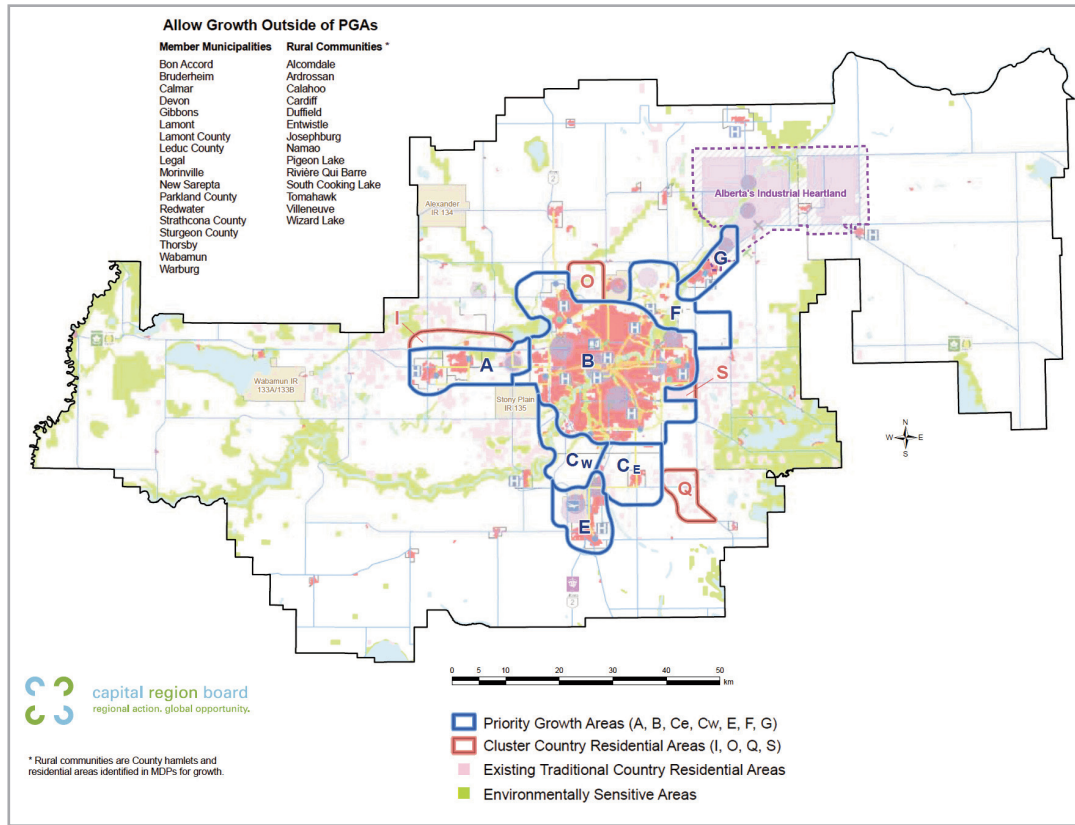 Allow Growth Outside of PGAs
Member Municipalities
Bon Accord
Bruderheim
Calmar
Devon
Gibbons
Lamont
Lamont County
Leduc County
Legal
Morinville
New Sarepta
Parkland County
Redwater
Strathcona County
Sturgeon County
Thorsby
Wabamun
Warburg
Rural Communities *
Alcomdale
Ardrossan
Calahoo
Cardiff
Duffield
Entwistle
Josephburg
Namao
Pigeon Lake
Rivière Qui Barre
South Cooking Lake
Tomahawk
Villeneuve
Wizard Lake
H
2
Alberta's Industrial Heartland
Alexander
IR 134
H
G
O
H
F
I
H
H
A
B
H
H
H
H
S
H
Wabamun IR
133A/133B
Stony Plain
IR 135
N
W E
S
H
CW
CE
Q
H
E
H
2
0 5 10 20 30 40 50
km
capital region board
regional action. global opportunity.
Priority Growth Areas (A, B, Ce, Cw, E, F, G)
Cluster Country Residential Areas (I, O, Q, S)
Existing Traditional Country Residential Areas
Environmentally Sensitive Areas
* Rural communities are County hamlets and
residential areas identified in MDPs for growth.